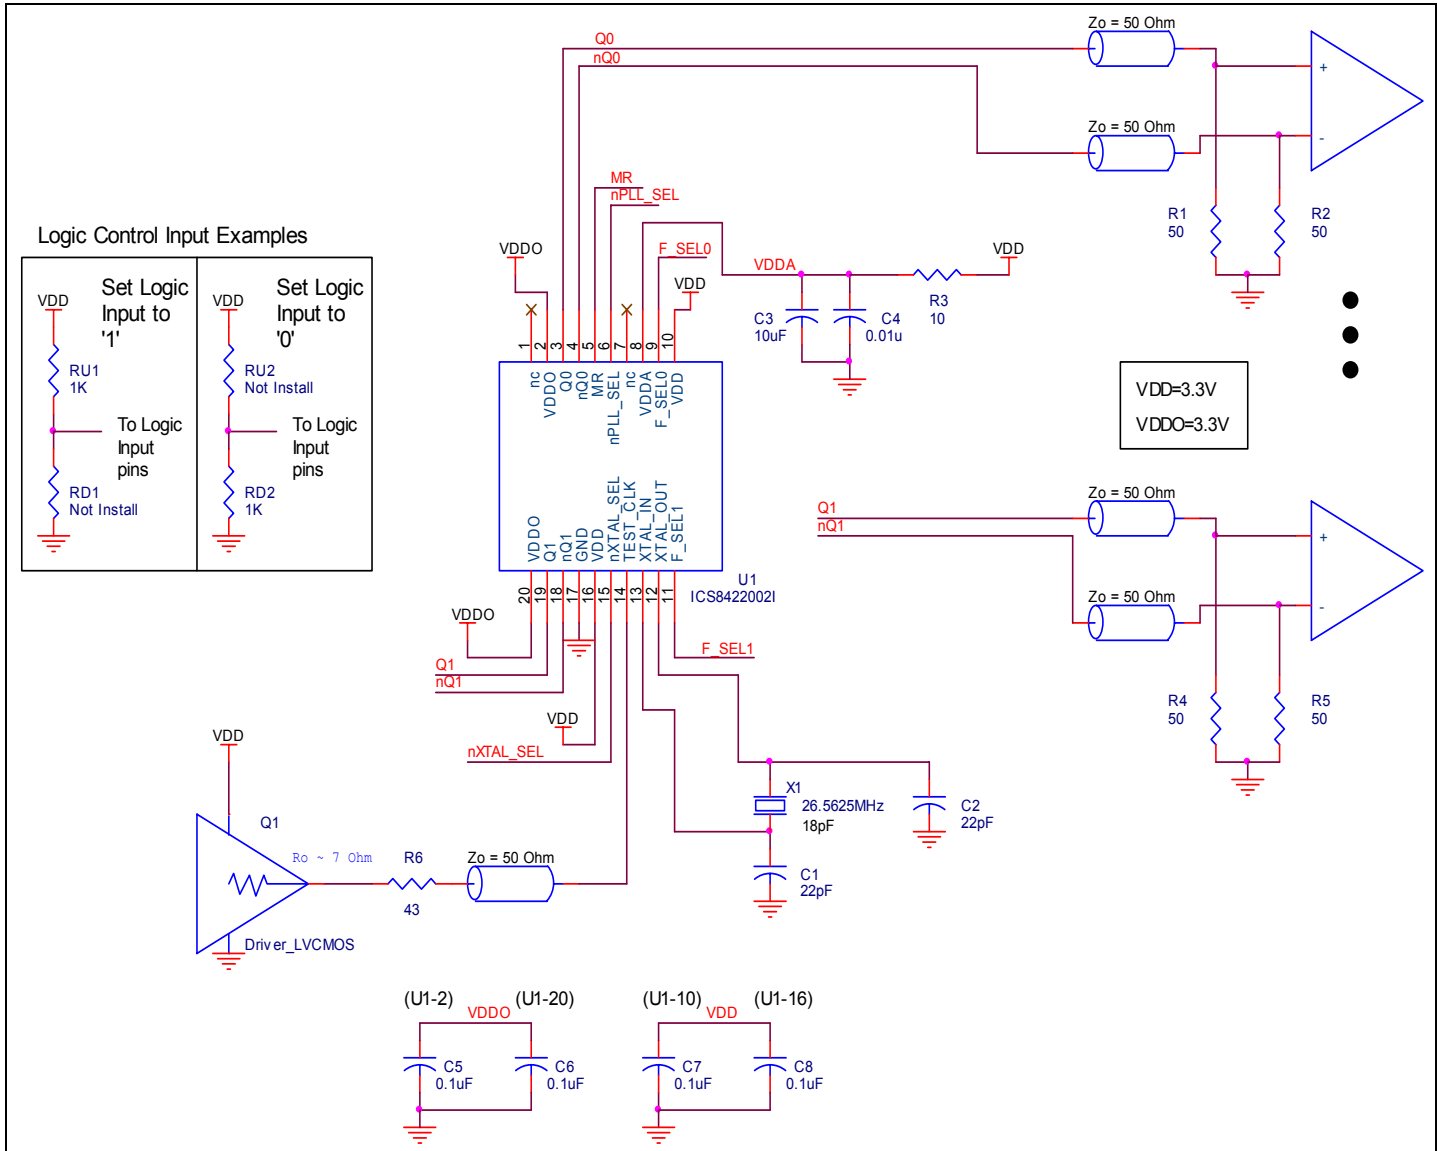 Q0
nQ0
Zo = 50 Ohm
+
-
Zo = 50 Ohm
R1
50
R2
50
MR
nPLL_SEL
VDDO
F_SEL0
VDD
VDDA
VDD
C3
10uF
C4
0.01u
R3
10
Logic Control Input Examples
VDD
Set Logic
Input to
'1'
RU1
1K
To Logic
Input
pins
RD1
Not Install
VDD
Set Logic
Input to
'0'
RU2
Not Install
To Logic
Input
pins
RD2
1K
1
2
3
4
5
6
7
8
9
10
nc
VDDO
Q0
nQ0
MR
nPLL_SEL
nc
VDDA
F_SEL0
VDD
VDDO
Q1
nQ1
GND
VDD
nXTAL_SEL
TEST_CLK
XTAL_IN
XTAL_OUT
F_SEL1
20
19
18
17
16
15
14
13
12
11
U1
ICS8422002I
VDD=3.3V
VDDO=3.3V
Q1
nQ1
Zo = 50 Ohm
+
-
Zo = 50 Ohm
R4
50
R5
50
VDDO
Q1
nQ1
F_SEL1
VDD
nXTAL_SEL
X1
26.5625MHz
18pF
C2
22pF
C1
22pF
VDD
Q1
Ro ~ 7 Ohm
R6
43
Zo = 50 Ohm
Driver_LVCMOS
(U1-2)
VDDO
(U1-20)
C5
0.1uF
C6
0.1uF
(U1-10)
VDD
(U1-16)
C7
0.1uF
C8
0.1uF